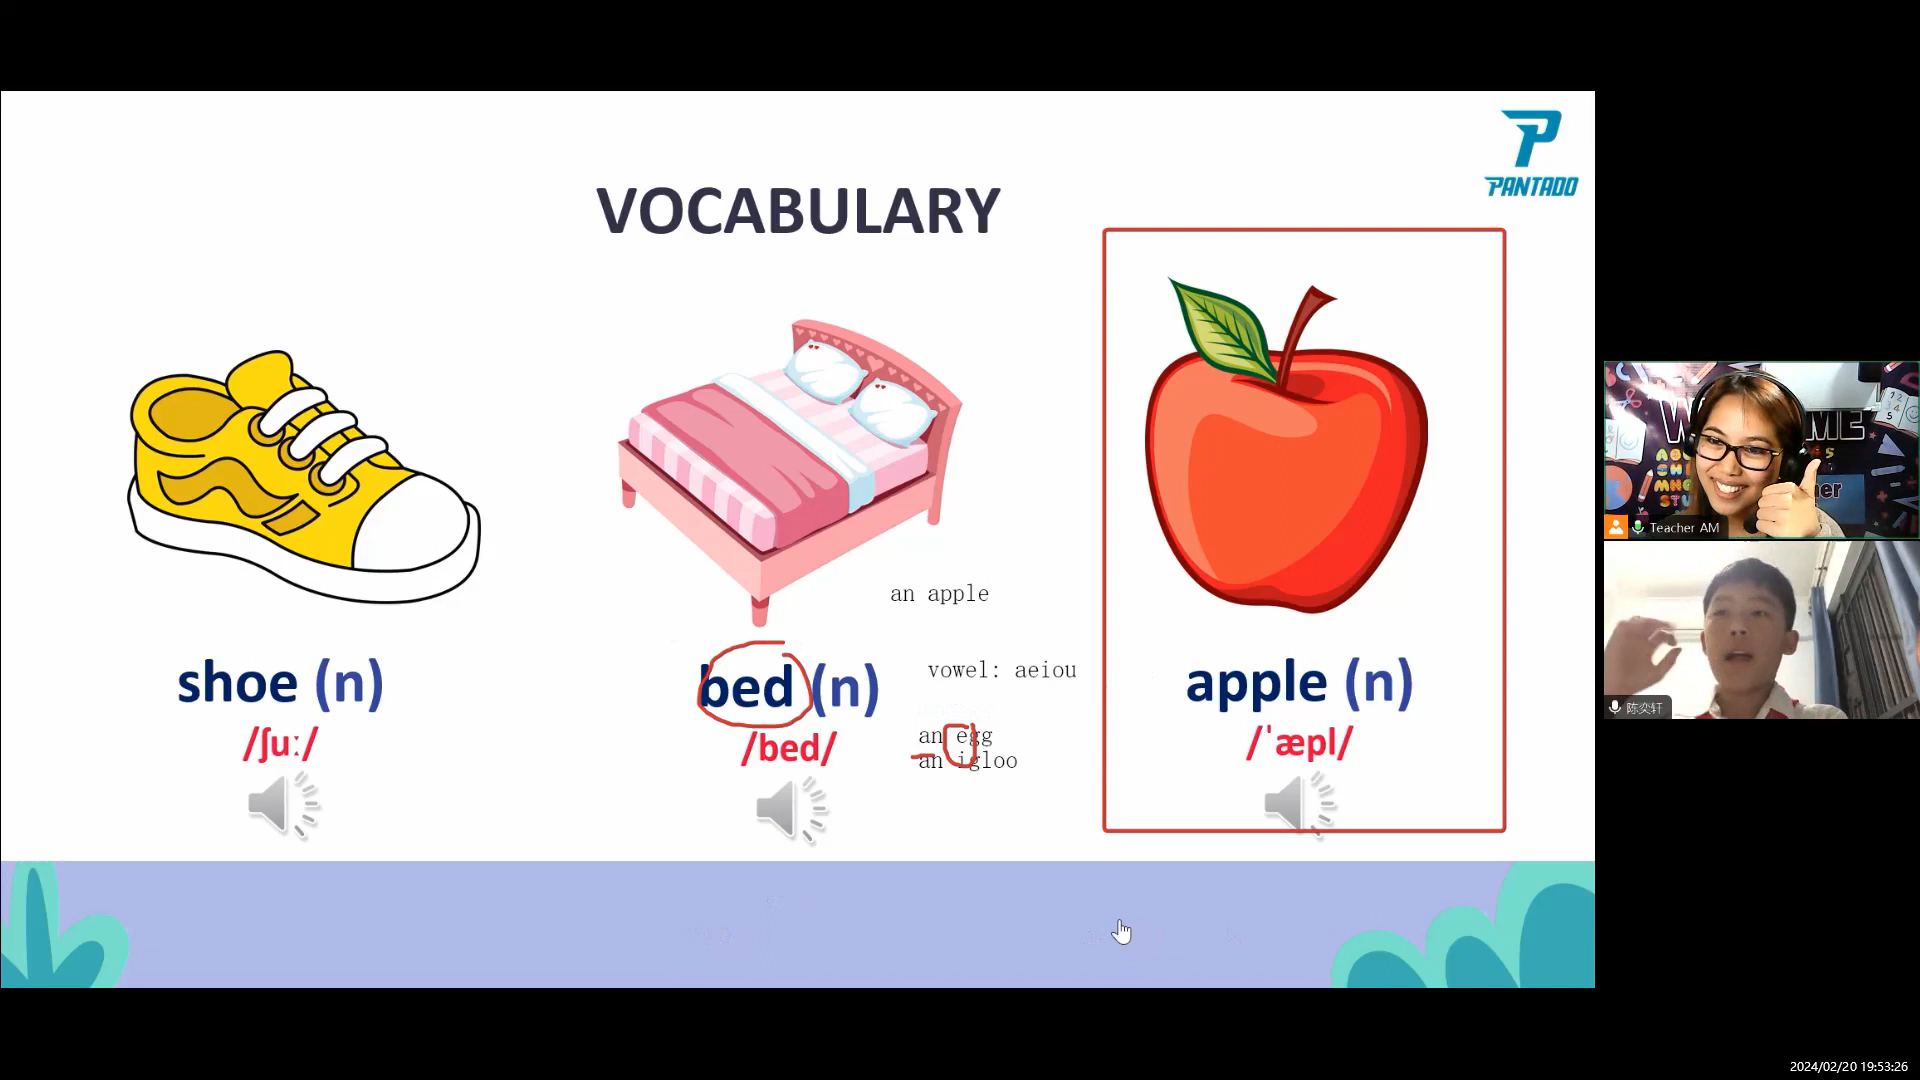 PANTADO
VOCABULARY
an apple
shoe (n)
bed (n)
vowel: aeiou
apple (n)
/ʃuː/
/bed/
an egg
an igloo
/ˈæpl/
Teacher AM
陈奕轩
2024/02/20 19:53:26